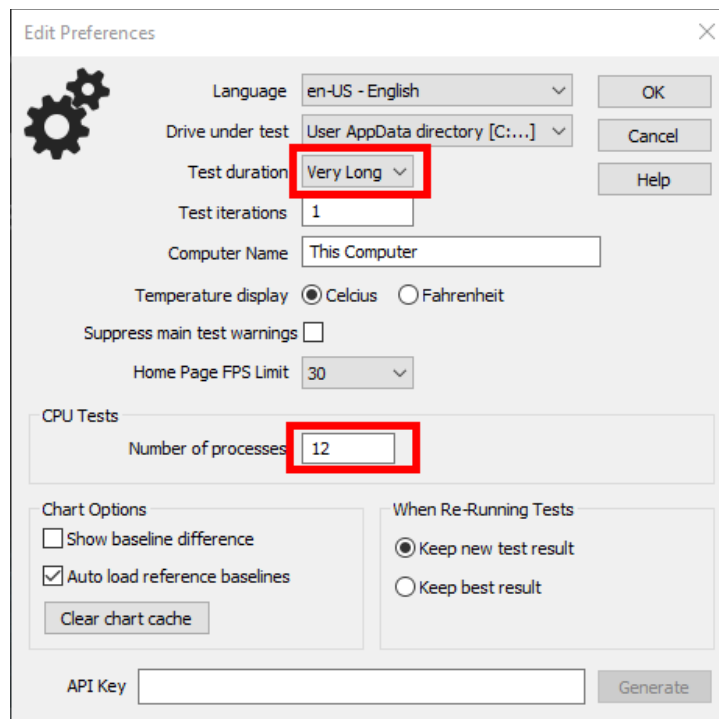 Edit Preferences
Language en-US - English OK
Drive under test User AppData directory [C:...] Cancel
Test duration Very Long Help
Test iterations 1
Computer Name This Computer
Temperature display Celcius Fahrenheit
Suppress main test warnings
Home Page FPS Limit 30
CPU Tests
Number of processes 12
Chart Options
Show baseline difference
Auto load reference baselines
Clear chart cache
When Re-Running Tests
Keep new test result
Keep best result
API Key Generate